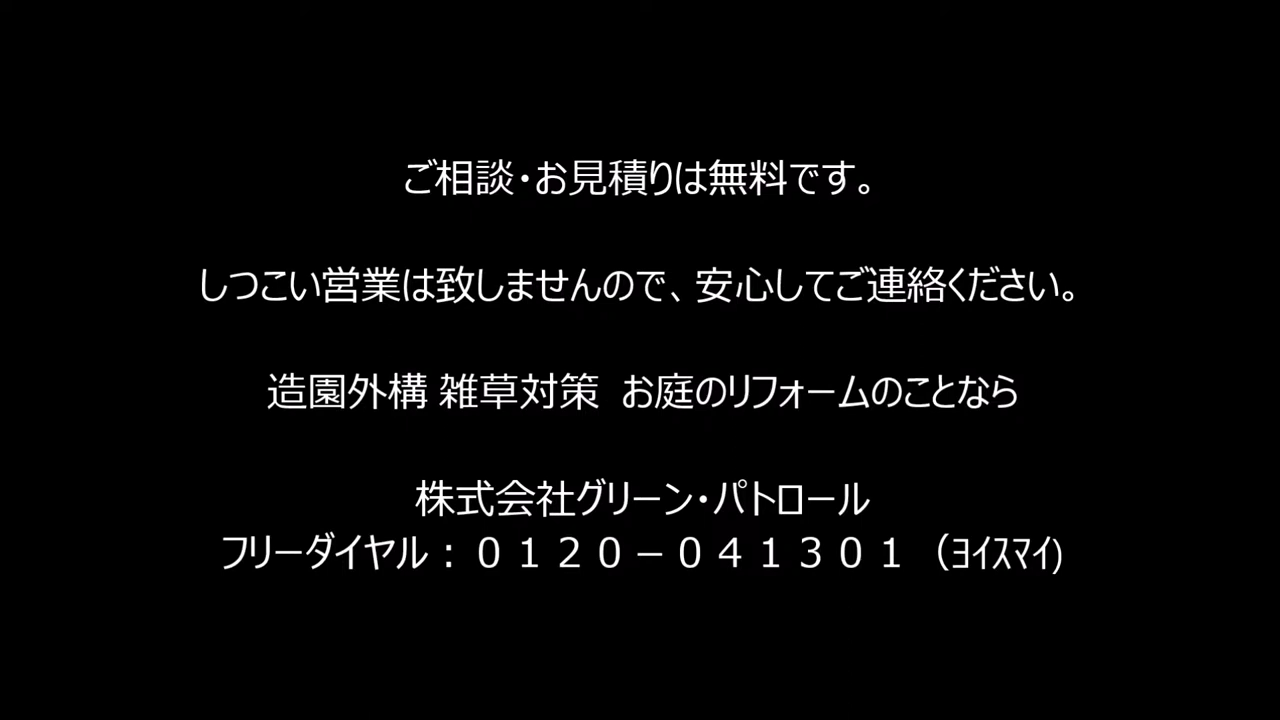 ご相談・お見積りは無料です。
しつこい営業は致しませんので、安心してご連絡ください。
造園外構 雑草対策  お庭のリフォームのことなら
株式会社グリーン・パトロール
フリーダイヤル：０１２０－０４１３０１ （ﾖｲｽﾏｲ)